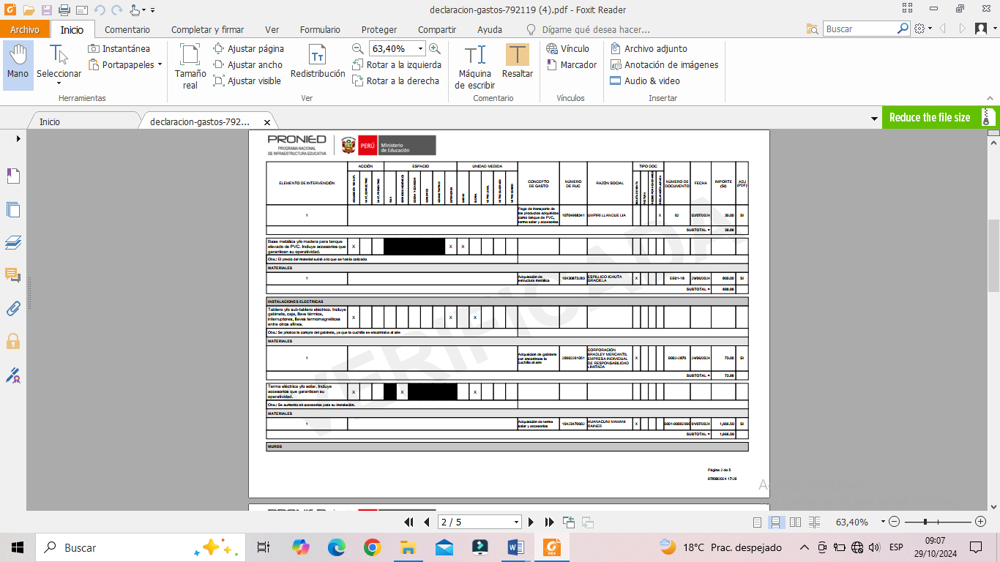 declaracion-gastos-792119 (4).pdf - Foxit Reader
Archivo
Inicio
Comentario
Completar y firmar
Ver
Formulario
Proteger
Compartir
Ayuda
Dígame qué desea hacer...
Buscar
Mano
Seleccionar
Instantánea
Portapapeles
Herramientas
Tamaño real
Ajustar página
Ajustar ancho
Ajustar visible
Redistribución
63,40%
Rotar a la izquierda
Rotar a la derecha
Ver
Máquina de escribir
Resaltar
Comentario
Vínculo
Marcador
Vínculos
Archivo adjunto
Anotación de imágenes
Audio & video
Insertar
Inicio
declaracion-gastos-792...
Reduce the file size
PRONIED
PROGRAMA NACIONAL
DE INFRAESTRUCTURA EDUCATIVA
PERÚ
Ministerio
de Educación
ELEMENTO DE INTERVENCIÓN
ACCIÓN
ESPACIO
UNIDAD MEDIDA
CONCEPTO DE GASTO
NÚMERO DE RUC
RAZÓN SOCIAL
TIPO DOC
NÚMERO DE DOCUMENTO
FECHA
IMPORTE (S/)
ADJ (PDF)
1
Pago de transporte de
los productos adquiridos
como tanque de PVC,
terma solar y accesorios
10704968341
UMPIRI LLANQUE LIA
X
02
02/07/2024
30.00
SI
SUBTOTAL = 30.00
Base metálica y/o madera para tanque
elevado de PVC. Incluye accesorios que
garanticen su operatividad.
X X X
Obs.: El precio del material subió a lo que se había cotizado
MATERIALES
1
Adquisición de
estructura metálica
10430873283
ESPILLICO ICHUTA
GRACIELA
X
EB01-18
29/06/2024
800.00
SI
SUBTOTAL = 800.00
INSTALACIONES ELECTRICAS
Tablero y/o sub-tablero eléctrico. Incluye
gabinete, caja, llave térmica,
interruptores, llaves termomagnéticas
entre otros afines.
X X X
Obs.: Se priorizo la compra del gabinete, ya que la cuchilla se encontraba al aire
MATERIALES
1
Adquisicion de gabinete
por encontrase la
cuchilla al aire
20602261051
CORPORACION
BRADLEY MERCANTIL
EMPRESA INDIVIDUAL
DE RESPONSABILIDAD
LIMITADA
X
B002-2870
24/06/2024
73.00
SI
SUBTOTAL = 73.00
Terma eléctrica y/o solar. Incluye
accesorios que garanticen su
operatividad.
X X X
Obs.: Se aumento en accesorios para su instalación.
MATERIALES
1
Adquisición de terma
solar y accesorios
10423470602
HUANACUNI MAMANI
RAINER
X
B001-00002990
01/07/2024
1,666.50
SI
SUBTOTAL = 1,666.50
MUROS
VERIFICADA
Página 2 de 5
07/08/2024 17:26
2 / 5
63,40%
Buscar
18°C Prac. despejado
ESP
09:07
29/10/2024